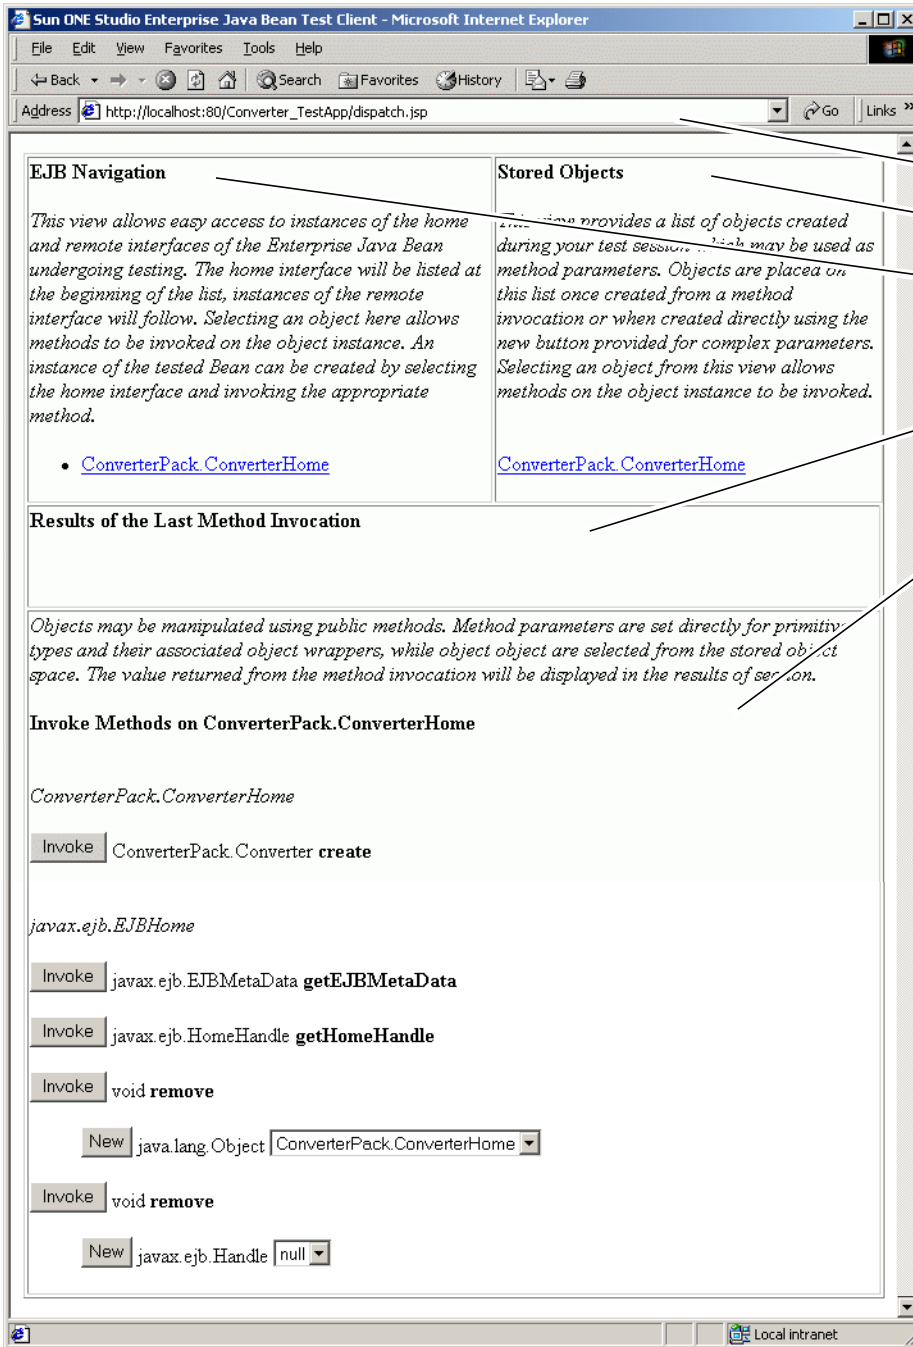 Sun ONE Studio Enterprise Java Bean Test Client - Microsoft Internet Explorer
File Edit View Favorites Tools Help
Back Search Favorites History
Address http://localhost:80/Converter_TestApp/dispatch.jsp Go Links »
EJB Navigation
This view allows easy access to instances of the home
and remote interfaces of the Enterprise Java Bean
undergoing testing. The home interface will be listed at
the beginning of the list, instances of the remote
interface will follow. Selecting an object here allows
methods to be invoked on the object instance. An
instance of the tested Bean can be created by selecting
the home interface and invoking the appropriate
method.
• ConverterPack.ConverterHome
Stored Objects
This view provides a list of objects created
during your test session which may be used as
method parameters. Objects are placed on
this list once created from a method
invocation or when created directly using the
new button provided for complex parameters.
Selecting an object from this view allows
methods on the object instance to be invoked.
ConverterPack.ConverterHome
Results of the Last Method Invocation
Objects may be manipulated using public methods. Method parameters are set directly for primitive
types and their associated object wrappers, while object object are selected from the stored object
space. The value returned from the method invocation will be displayed in the results of section.
Invoke Methods on ConverterPack.ConverterHome
ConverterPack.ConverterHome
Invoke ConverterPack.Converter create
javax.ejb.EJBHome
Invoke javax.ejb.EJBMetaData getEJBMetaData
Invoke javax.ejb.HomeHandle getHomeHandle
Invoke void remove
New java.lang.Object ConverterPack.ConverterHome
Invoke void remove
New javax.ejb.Handle null
Local intranet